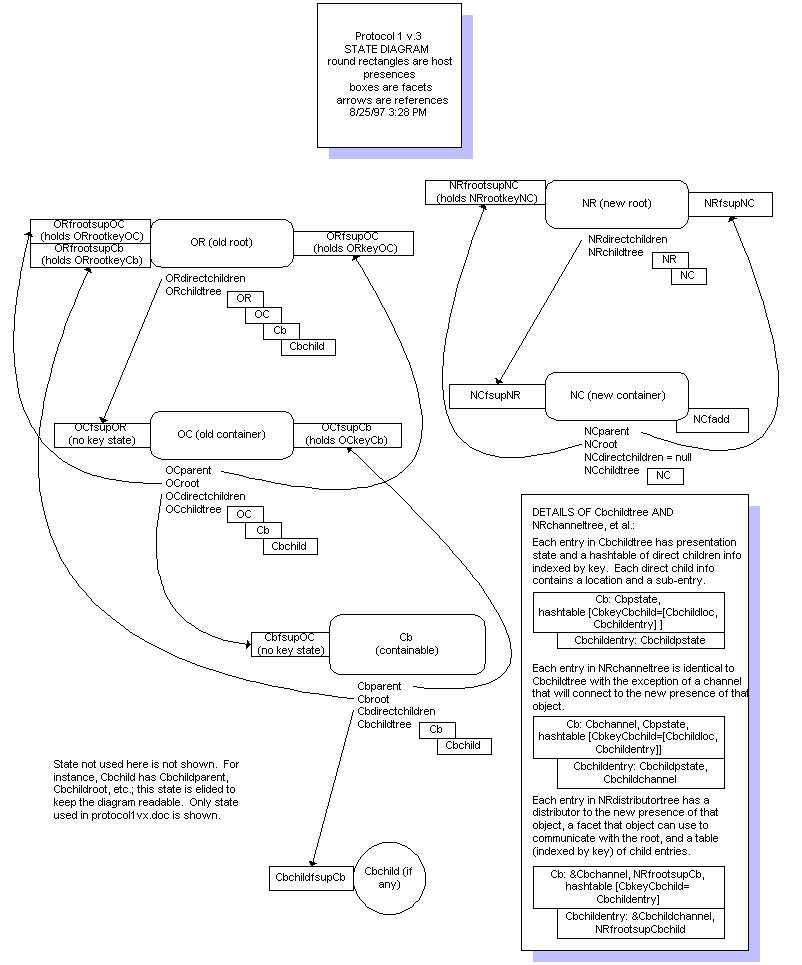 Protocol 1 v.3
STATE DIAGRAM
round rectangles are host
presences
boxes are facets
arrows are references
8/25/97 3:28 PM
ORfrootsupOC
(holds ORrootkeyOC)
ORfrootsupCb
(holds ORrootkeyCb)
OR (old root)
ORfsupOC
(holds ORkeyOC)
ORdirectchildren
ORchildtree
OR
OC
Cb
Cbchild
NRfrootsupNC
(holds NRrootkeyNC)
NR (new root)
NRfsupNC
NRdirectchildren
NRchildtree
NR
NC
OCfsupOR
(no key state)
OC (old container)
OCfsupCb
(holds OCkeyCb)
OCparent
OCroot
OCdirectchildren
OCchildtree
OC
Cb
Cbchild
NCfsupNR
NC (new container)
NCfadd
NCparent
NCroot
NCdirectchildren = null
NCchildtree
NC
CbfsupOC
(no key state)
Cb
(containable)
Cbparent
Cbroot
Cbdirectchildren
Cbchildtree
Cb
Cbchild
State not used here is not shown. For
instance, Cbchild has Cbchildparent,
Cbchildroot, etc.; this state is elided to
keep the diagram readable. Only state
used in protocol1vx.doc is shown.
CbchildfsupCb
Cbchild (if
any)
DETAILS OF Cbchildtree AND
NRchanneltree, et al.:
Each entry in Cbchildtree has presentation
state and a hashtable of direct children info
indexed by key. Each direct child info
contains a location and a sub-entry.
Cb: Cbpstate,
hashtable [CbkeyCbchild=[Cbchildloc,
Cbchildentry] ]
Cbchildentry: Cbchildpstate
Each entry in NRchanneltree is identical to
Cbchildtree with the exception of a channel
that will connect to the new presence of that
object.
Cb: Cbchannel, Cbpstate,
hashtable [CbkeyCbchild=[Cbchildloc,
Cbchildentry]]
Cbchildentry: Cbchildpstate,
Cbchildchannel
Each entry in NRdistributortree has a
distributor to the new presence of that
object, a facet that object can use to
communicate with the root, and a table
(indexed by key) of child entries.
Cb: &Cbchannel, NRfrootsupCb,
hashtable [CbkeyCbchild=
Cbchildentry]
Cbchildentry: &Cbchildchannel,
NRfrootsupCbchild